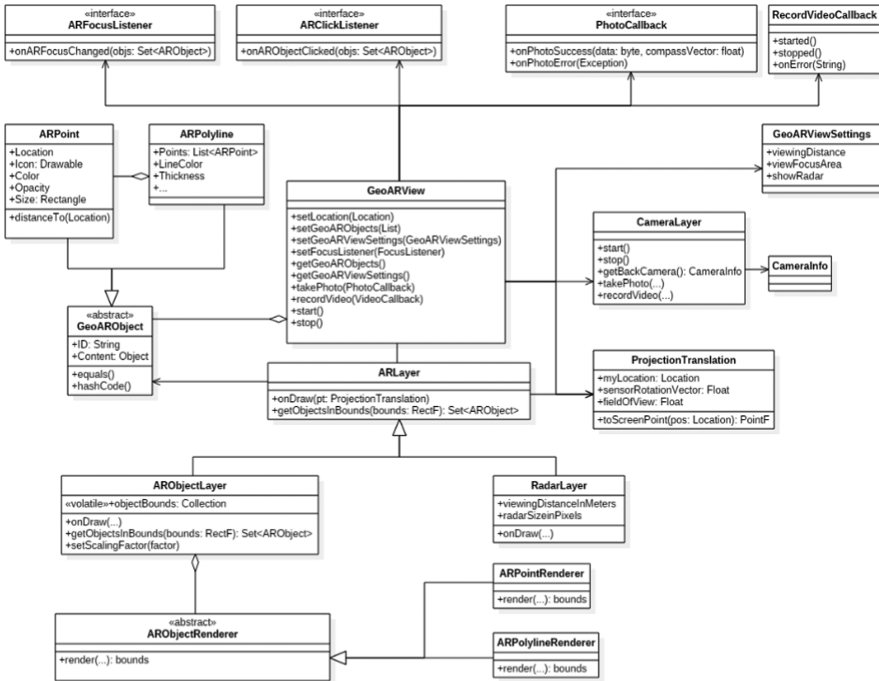 «interface»
ARFocusListener
+onARFocusChanged(objs: Set<ARObject>)
«interface»
ARClickListener
+onARObjectClicked(objs: Set<ARObject>)
«interface»
PhotoCallback
+onPhotoSuccess(data: byte, compassVector: float)
+onPhotoError(Exception)
RecordVideoCallback
+started()
+stopped()
+onError(String)
ARPoint
+Location
+Icon: Drawable
+Color
+Opacity
+Size: Rectangle
+distanceTo(Location)
ARPolyline
+Points: List<ARPoint>
+LineColor
+Thickness
+...
GeoARView
+setLocation(Location)
+setGeoARObjects(List)
+setGeoARViewSettings(GeoARViewSettings)
+setFocusListener(FocusListener)
+getGeoARObjects()
+getGeoARViewSettings()
+takePhoto(PhotoCallback)
+recordVideo(VideoCallback)
+start()
+stop()
GeoARViewSettings
+viewingDistance
+viewFocusArea
+showRadar
CameraLayer
+start()
+stop()
+getBackCamera(): CameraInfo
+takePhoto(...)
+recordVideo(...)
CameraInfo
«abstract»
GeoARObject
+ID: String
+Content: Object
+equals()
+hashCode()
ARLayer
+onDraw(pt: ProjectionTranslation)
+getObjectsInBounds(bounds: RectF): Set<ARObject>
ProjectionTranslation
+myLocation: Location
+sensorRotationVector: Float
+fieldOfView: Float
+toScreenPoint(pos: Location): PointF
ARObjectLayer
«volatile»+objectBounds: Collection
+onDraw(...)
+getObjectsInBounds(bounds: RectF): Set<ARObject>
+setScalingFactor(factor)
RadarLayer
+viewingDistanceInMeters
+radarSizeinPixels
+onDraw(...)
«abstract»
ARObjectRenderer
+render(...): bounds
ARPointRenderer
+render(...): bounds
ARPolylineRenderer
+render(...): bounds